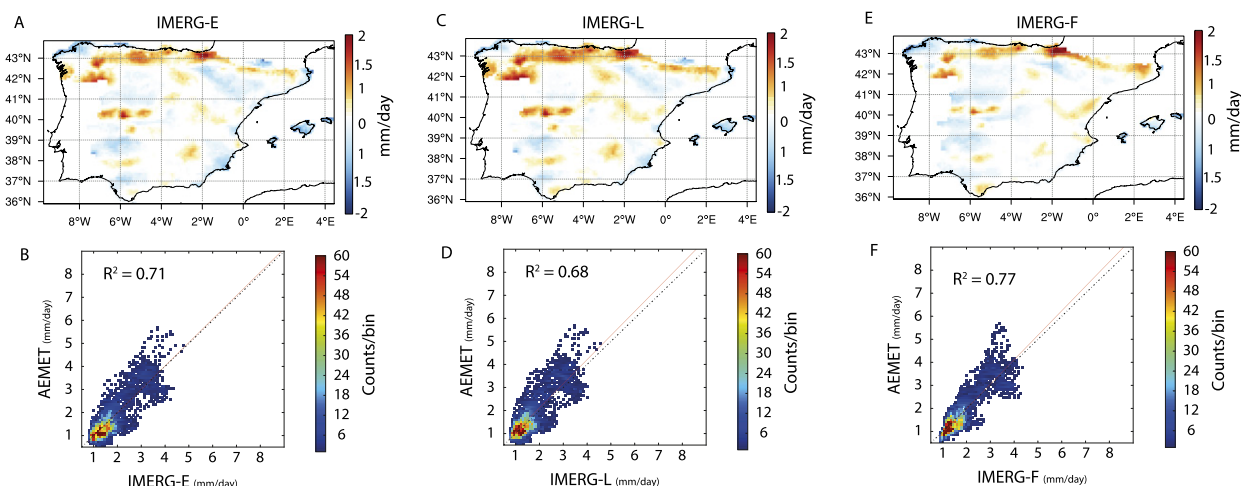 A
IMERG-E
43°N
42°N
41°N
40°N
39°N
38°N
37°N
36°N
8°W 6°W 4°W 2°W 0° 2°E 4°E
2
1.5
1
0
1
1.5
-2
mm/day
C
IMERG-L
43°N
42°N
41°N
40°N
39°N
38°N
37°N
36°N
8°W 6°W 4°W 2°W 0° 2°E 4°E
2
1.5
1
0
1
1.5
-2
mm/day
E
IMERG-F
43°N
42°N
41°N
40°N
39°N
38°N
37°N
36°N
8°W 6°W 4°W 2°W 0° 2°E 4°E
2
1.5
1
0
1
1.5
-2
mm/day
B
R² = 0.71
8
7
6
5
4
3
2
1
AEMET (mm/day)
1 2 3 4 5 6 7 8
IMERG-E (mm/day)
60
54
48
42
36
30
24
18
12
6
Counts/bin
D
R² = 0.68
8
7
6
5
4
3
2
1
AEMET (mm/day)
1 2 3 4 5 6 7 8
IMERG-L (mm/day)
60
54
48
42
36
30
24
18
12
6
Counts/bin
F
R² = 0.77
8
7
6
5
4
3
2
1
AEMET (mm/day)
1 2 3 4 5 6 7 8
IMERG-F (mm/day)
60
54
48
42
36
30
24
18
12
6
Counts/bin